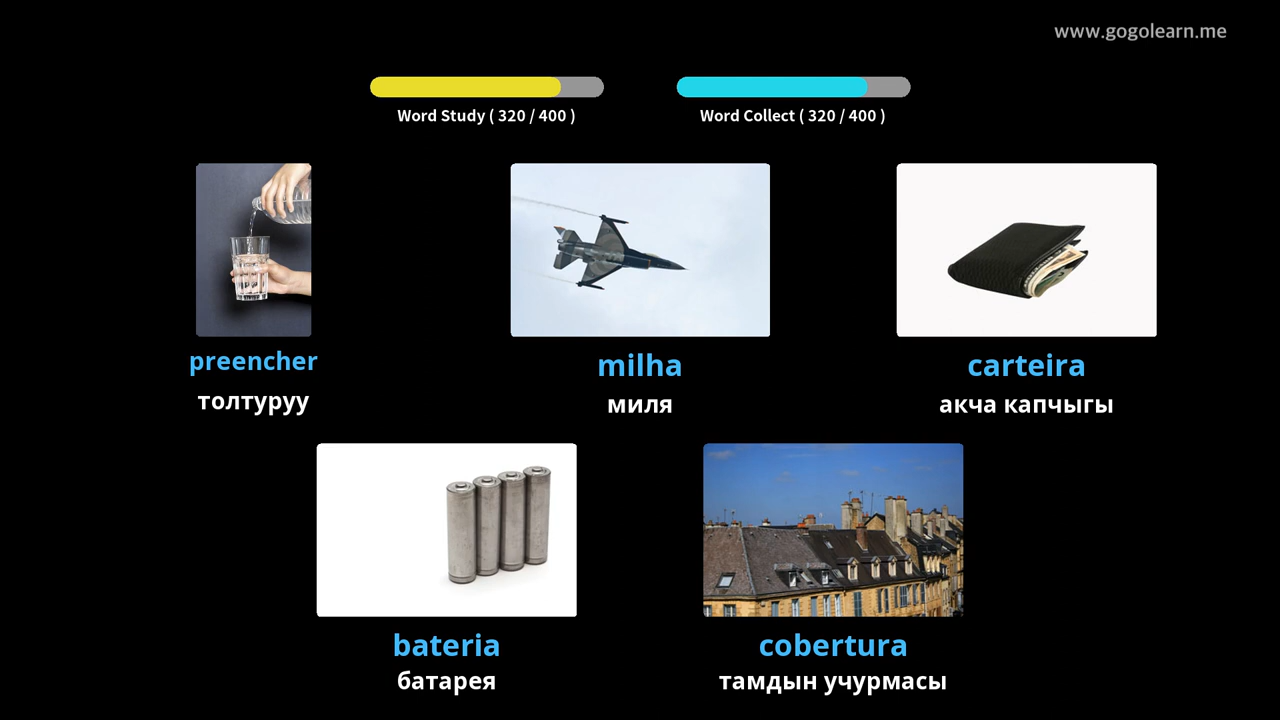 www.gogolearn.me
Word Study ( 320 / 400 )
Word Collect ( 320 / 400 )
preencher
толтуруу
milha
миля
carteira
акча капчыгы
bateria
батарея
cobertura
тамдын учурмасы